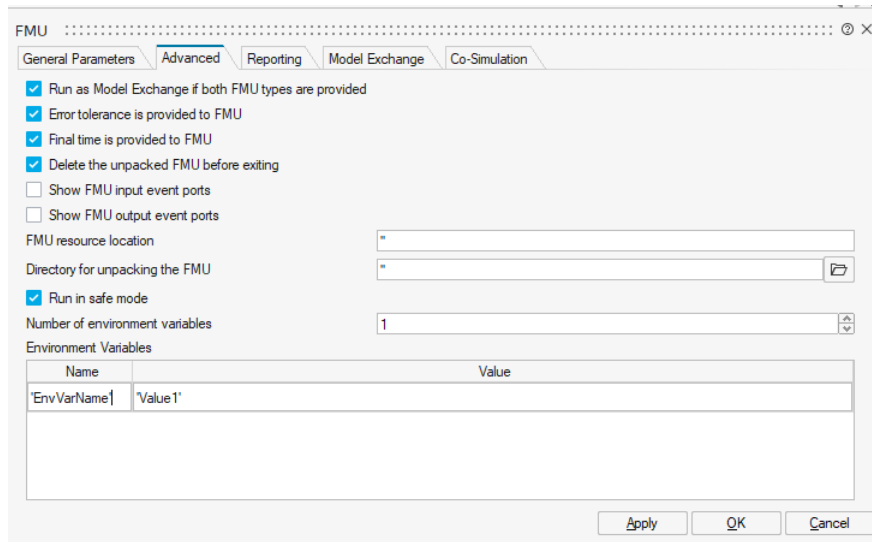 FMU
General Parameters Advanced Reporting Model Exchange Co-Simulation
Run as Model Exchange if both FMU types are provided
Error tolerance is provided to FMU
Final time is provided to FMU
Delete the unpacked FMU before exiting
Show FMU input event ports
Show FMU output event ports
FMU resource location ''
Directory for unpacking the FMU ''
Run in safe mode
Number of environment variables 1
Environment Variables
Name Value
'EnvVarName' 'Value1'
Apply OK Cancel